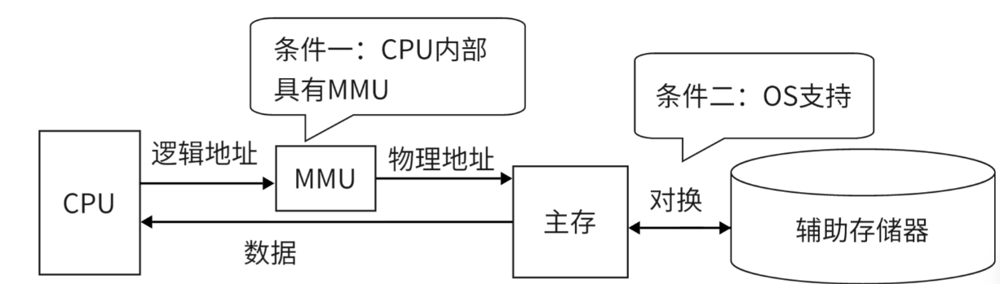 条件一：CPU内部
具有MMU
条件二：OS支持
逻辑地址
物理地址
MMU
CPU
对换
主存
辅助存储器
数据